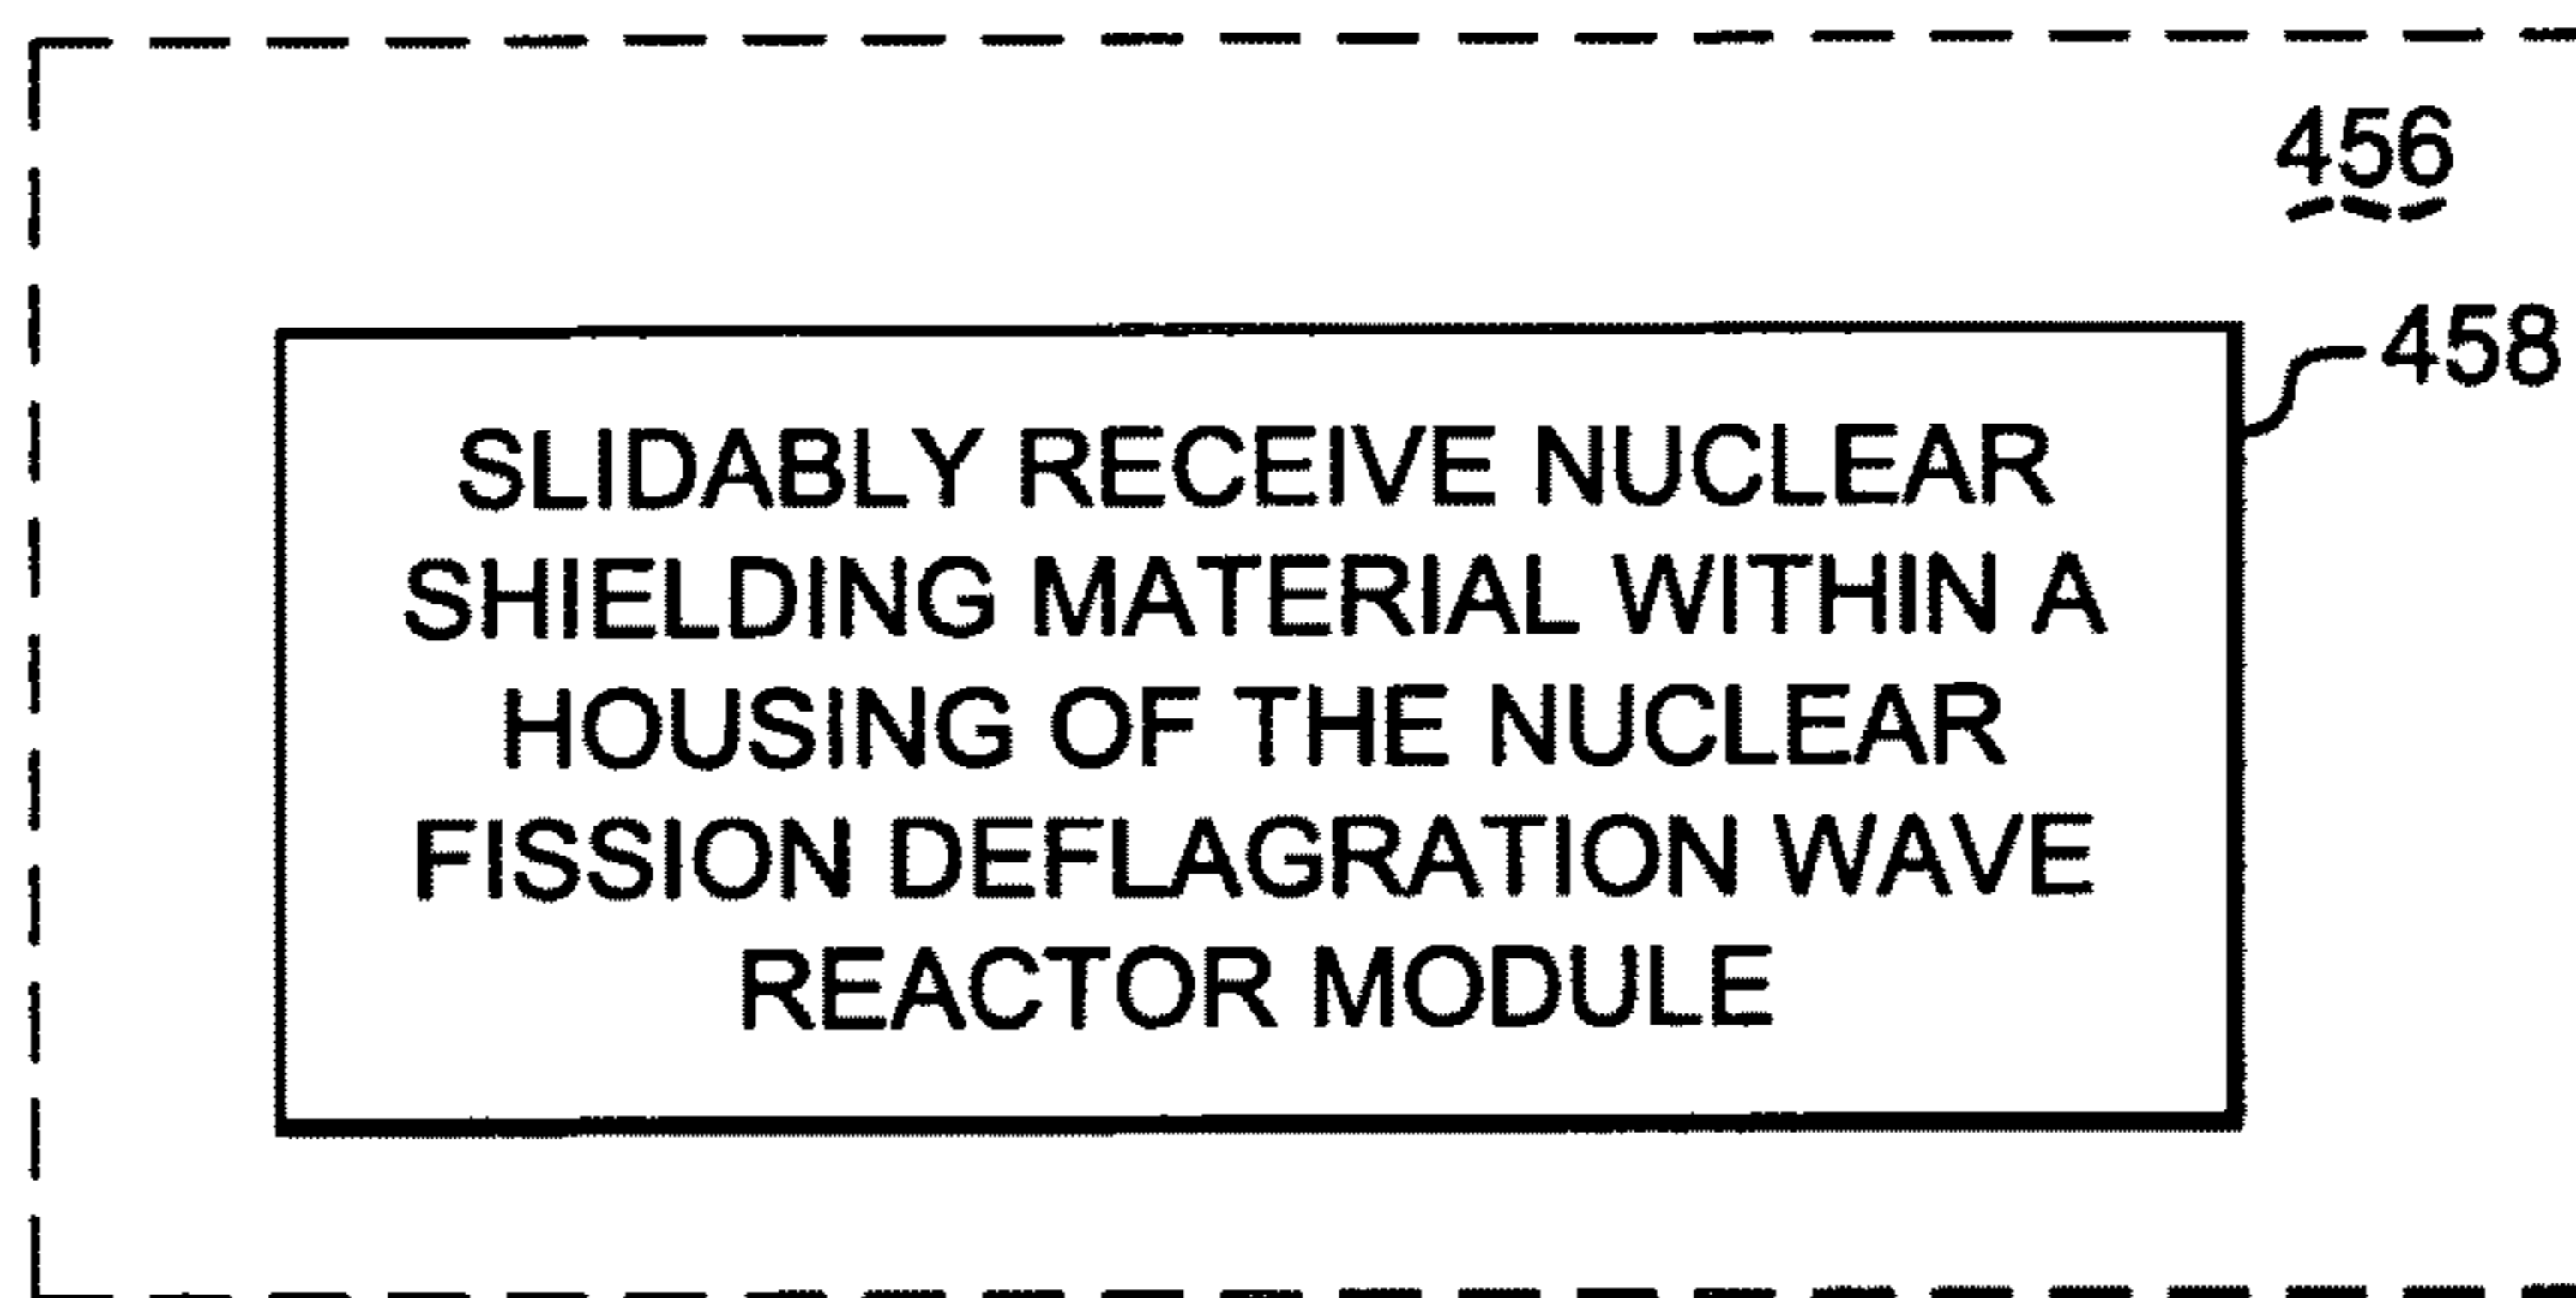 456
458
SLIDABLY RECEIVE NUCLEAR
SHIELDING MATERIAL WITHIN A
HOUSING OF THE NUCLEAR
FISSION DEFLAGRATION WAVE
REACTOR MODULE